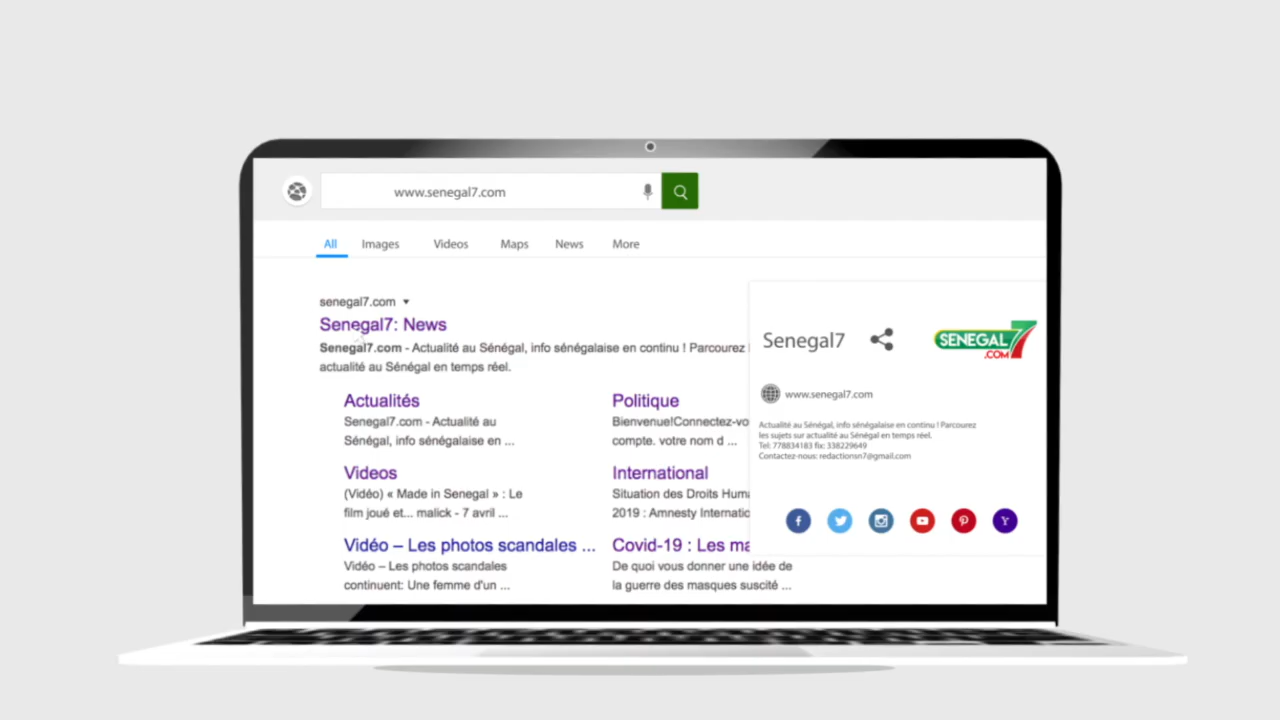 www.senegal7.com
All Images Videos Maps News More
senegal7.com
Senegal7: News
Senegal7.com - Actualité au Sénégal, info sénégalaise en continu ! Parcourez
actualité au Sénégal en temps réel.
Actualités
Senegal7.com - Actualité au
Sénégal, info sénégalaise en ...
Politique
Bienvenue!Connectez-vo
compte. votre nom d ...
Videos
(Vidéo) « Made in Senegal » : Le
film joué et... malick - 7 avril ...
International
Situation des Droits Huma
2019 : Amnesty Internatio
Vidéo – Les photos scandales ...
Vidéo – Les photos scandales
continuent: Une femme d'un ...
Covid-19 : Les ma
De quoi vous donner une idée de
la guerre des masques suscité ...
Senegal7
SENEGAL 7
.COM
www.senegal7.com
Actualité au Sénégal, info sénégalaise en continu ! Parcourez
les sujets sur actualité au Sénégal en temps réel.
Tel: 778834183 fix: 338229649
Contactez-nous: redactionsn7@gmail.com